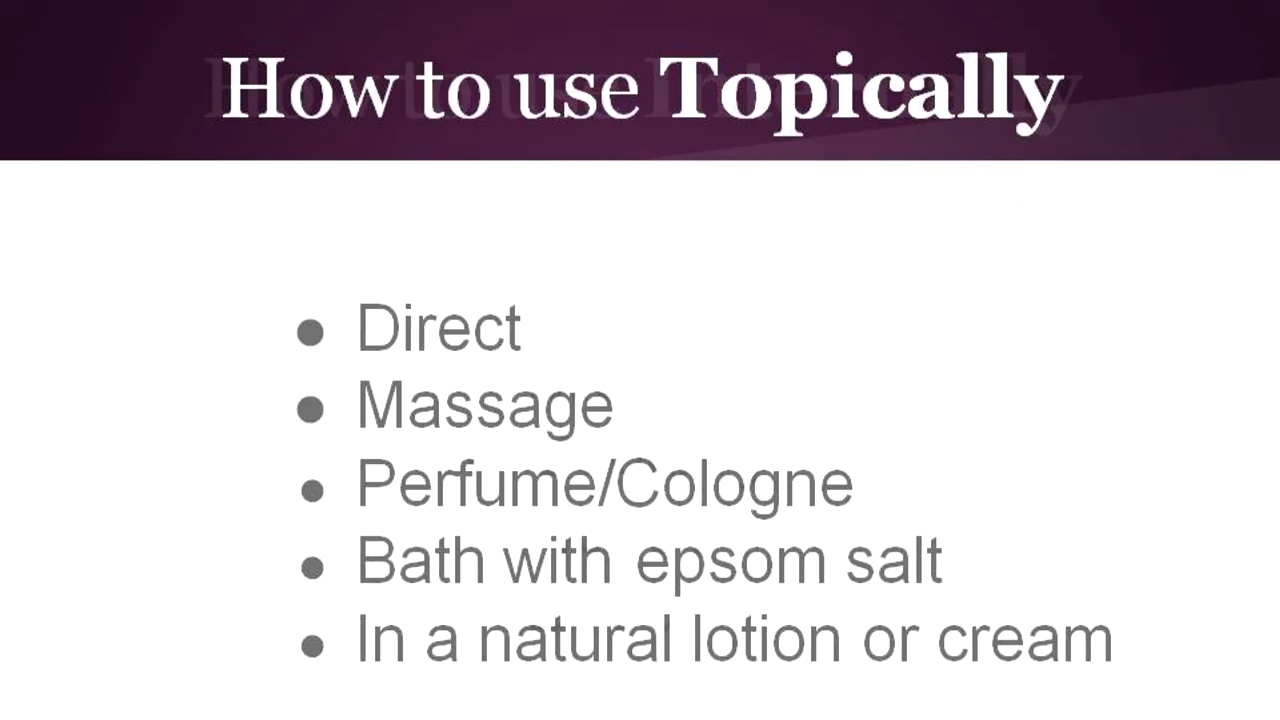 How to use Topically
● Direct
● Massage
● Perfume/Cologne
● Bath with epsom salt
● In a natural lotion or cream